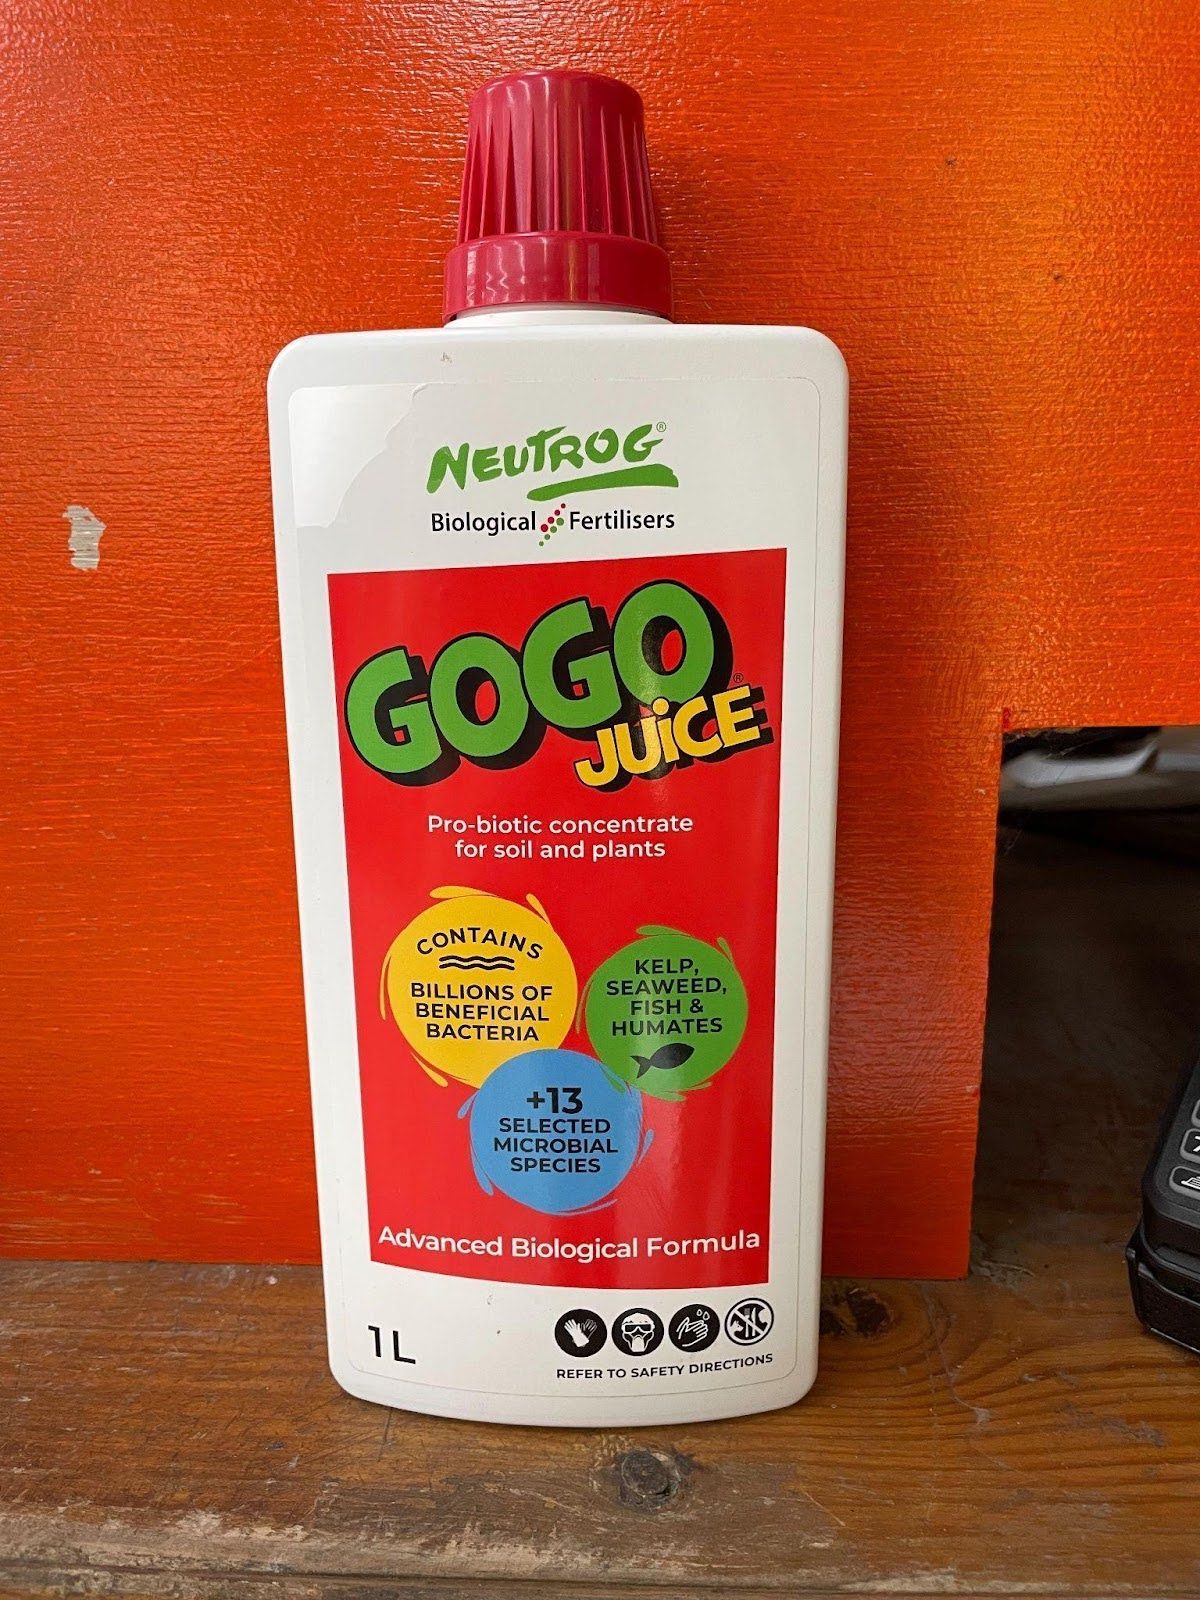 NEUTROG®
Biological Fertilisers
GOGO
JUiCE®
Pro-biotic concentrate
for soil and plants
CONTAINS
BILLIONS OF
BENEFICIAL
BACTERIA
KELP,
SEAWEED,
FISH &
HUMATES
+13
SELECTED
MICROBIAL
SPECIES
Advanced Biological Formula
1L
REFER TO SAFETY DIRECTIONS